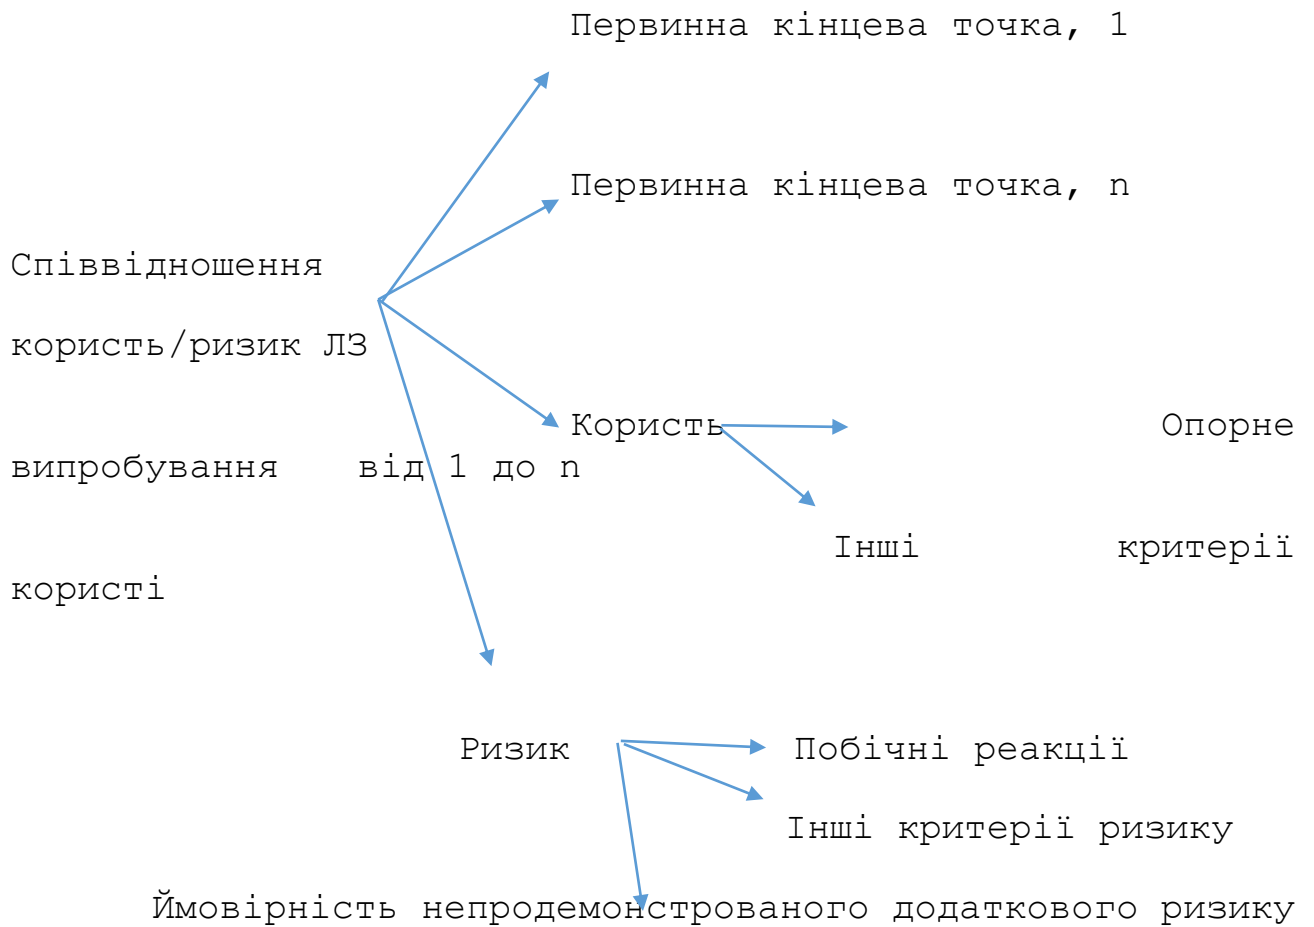 Первинна кінцева точка, 1
Первинна кінцева точка, n
Співвідношення
користь/ризик ЛЗ
Користь Опорне
випробування від 1 до n
Інші критерії
користі
Ризик Побічні реакції
Інші критерії ризику
Ймовірність непродемонстрованого додаткового ризику